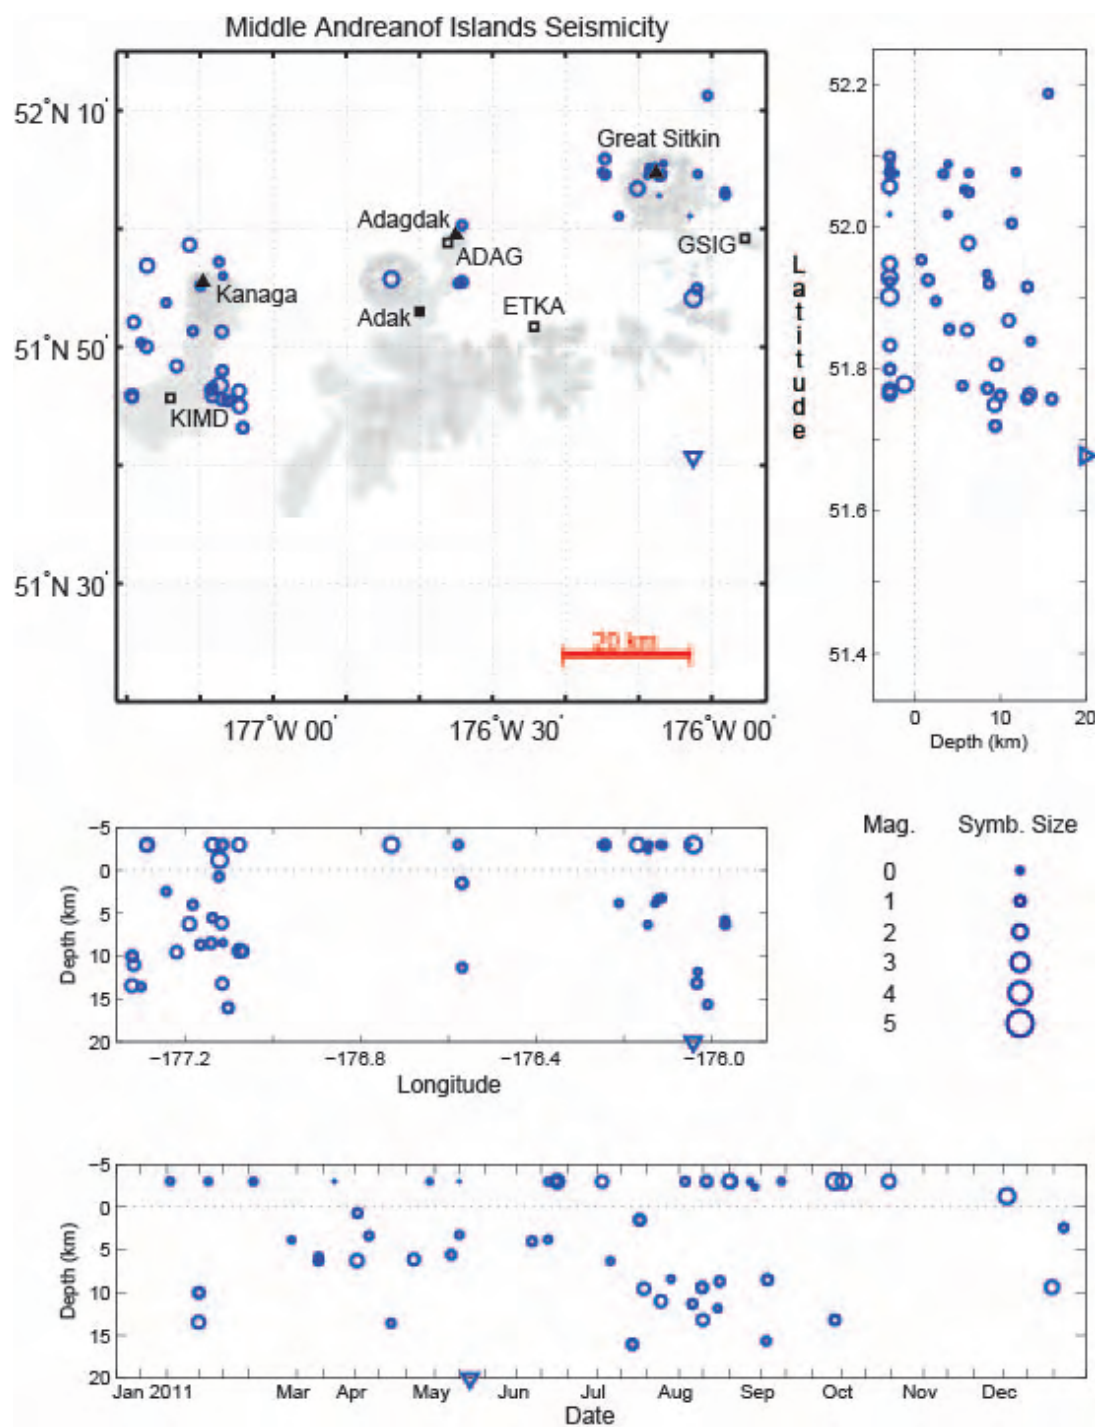 Middle Andreanof Islands Seismicity
52°N 10'
51°N 50'
51°N 30'
177°W 00'
176°W 30'
176°W 00'
Great Sitkin
Adagdak
ADAG
GSIG
Kanaga
Adak
ETKA
KIMD
20 km
Latitude
52.2
52.0
51.8
51.6
51.4
0
10
20
Depth (km)
−5
0
5
10
15
20
Depth (km)
−177.2
−176.8
−176.4
−176.0
Longitude
Mag. Symb. Size
0
1
2
3
4
5
−5
0
5
10
15
20
Depth (km)
Jan 2011 Mar Apr May Jun Jul Aug Sep Oct Nov Dec
Date